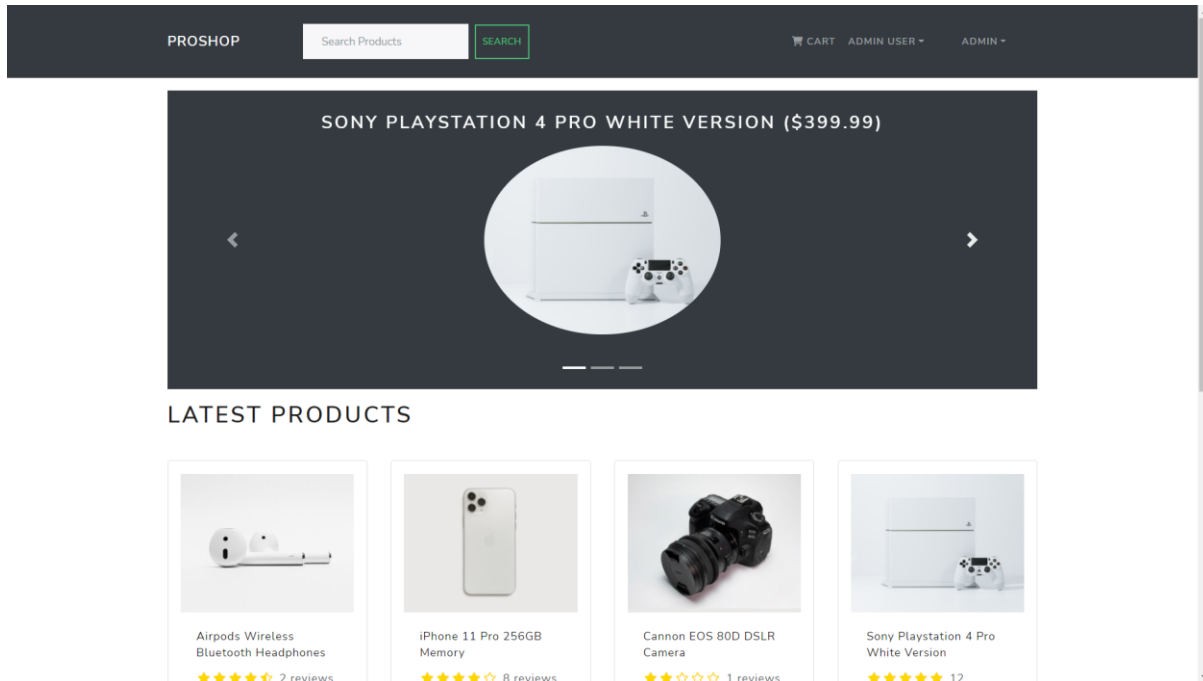 PROSHOP
Search Products
SEARCH
CART
ADMIN USER
ADMIN
SONY PLAYSTATION 4 PRO WHITE VERSION ($399.99)
LATEST PRODUCTS
Airpods Wireless
Bluetooth Headphones
2 reviews
iPhone 11 Pro 256GB
Memory
8 reviews
Cannon EOS 80D DSLR
Camera
1 reviews
Sony Playstation 4 Pro
White Version
12